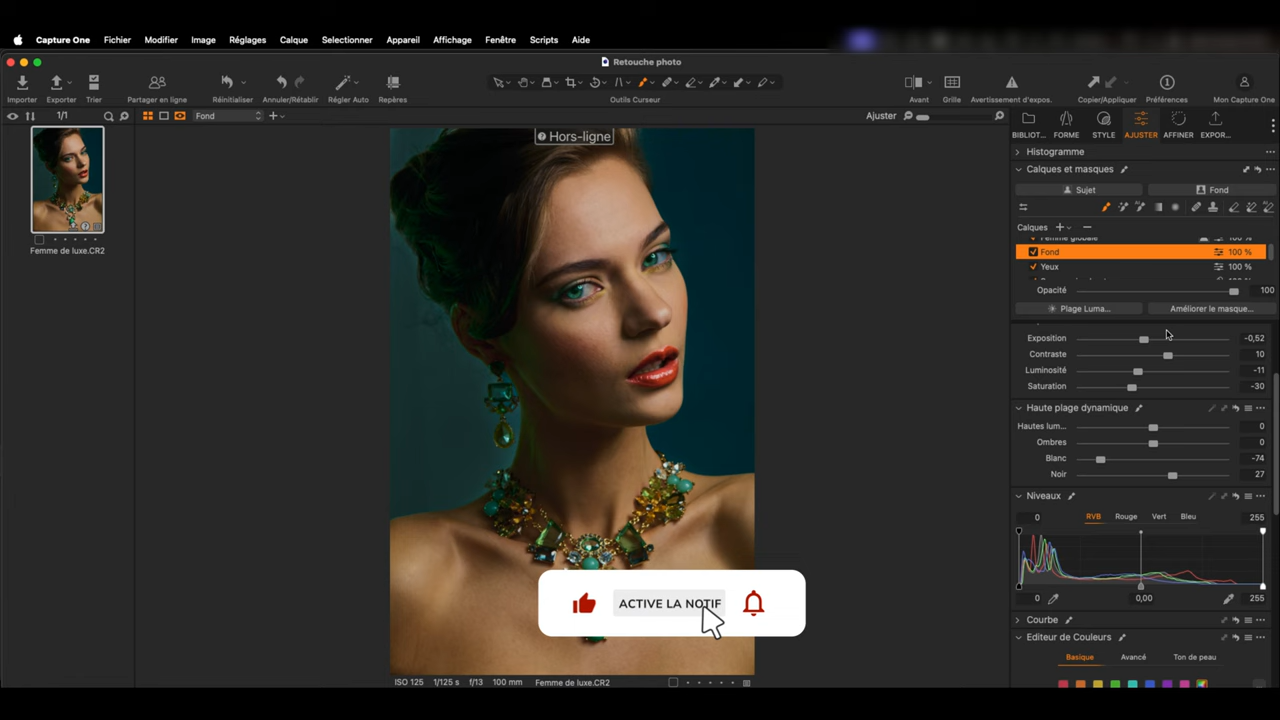 Capture One Fichier Modifier Image Réglages Calque Selectionner Appareil Affichage Fenêtre Scripts Aide
Retouche photo
Importer Exporter Trier Partager en ligne Réinitialiser Annuler/Rétablir Régler Auto Repères Outils Curseur Avant Grille Avertissement d'expos. Copier/Appliquer Préférences Mon Capture One
1/1 Fond Ajuster
BIBLIOT... FORME STYLE AJUSTER AFFINER EXPOR...
Hors-ligne
Histogramme
Calques et masques
Sujet Fond
Calques
Femme globale 100 %
Fond 100 %
Yeux 100 %
Opacité 100
Plage Luma... Améliorer le masque...
Exposition -0,52
Contraste 10
Luminosité -11
Saturation -30
Haute plage dynamique
Hautes lum... 0
Ombres 0
Blanc -74
Noir 27
Niveaux
0 RVB Rouge Vert Bleu 255
0 0,00 255
Courbe
Editeur de Couleurs
Basique Avancé Ton de peau
Femme de luxe.CR2
ACTIVE LA NOTIF
ISO 125 1/125 s f/13 100 mm Femme de luxe.CR2